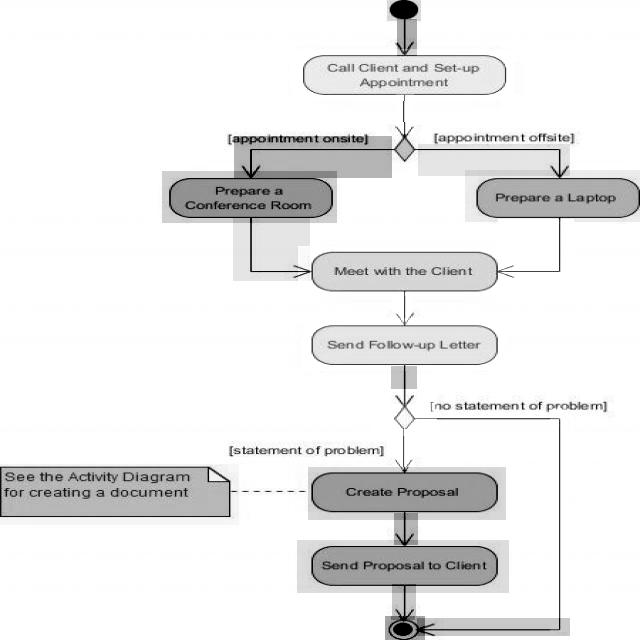 Call Client and Set-up
Appointment
[appointment onsite]
[appointment offsite]
Prepare a
Conference Room
Prepare a Laptop
Meet with the Client
Send Follow-up Letter
[no statement of problem]
[statement of problem]
See the Activity Diagram
for creating a document
Create Proposal
Send Proposal to Client